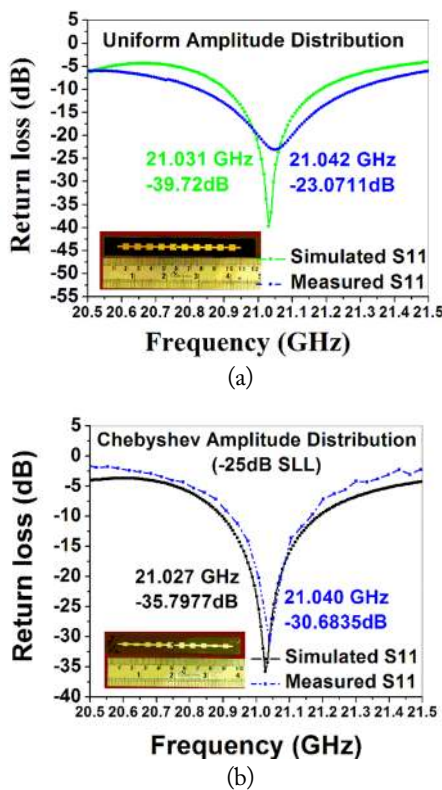 5
0
-5
-10
-15
-20
-25
-30
-35
-40
-45
-50
-55
Return loss (dB)
Uniform Amplitude Distribution
21.031 GHz
-39.72dB
21.042 GHz
-23.0711dB
Simulated S11
Measured S11
20.5 20.6 20.7 20.8 20.9 21.0 21.1 21.2 21.3 21.4 21.5
Frequency (GHz)
(a)
10
5
0
-5
-10
-15
-20
-25
-30
-35
-40
Return loss (dB)
Chebyshev Amplitude Distribution
(-25dB SLL)
21.027 GHz
-35.7977dB
21.040 GHz
-30.6835dB
Simulated S11
Measured S11
20.5 20.6 20.7 20.8 20.9 21.0 21.1 21.2 21.3 21.4 21.5
Frequency (GHz)
(b)